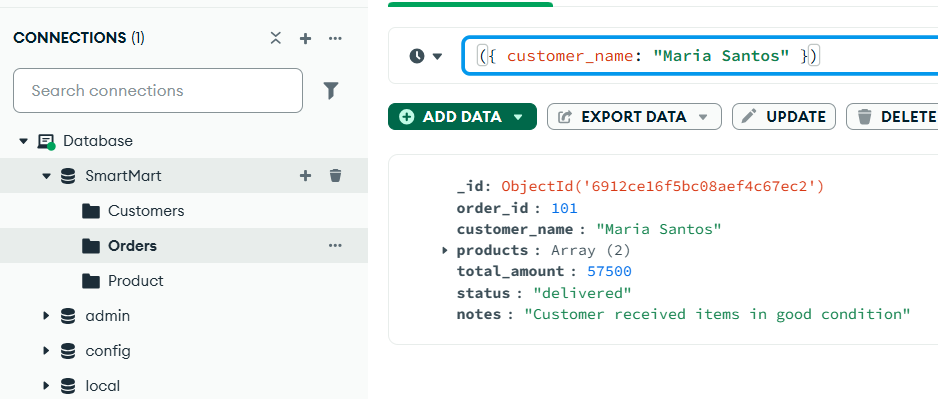 CONNECTIONS (1)
Search connections
Database
SmartMart
Customers
Orders
Product
admin
config
local
({ customer_name: "Maria Santos" })
ADD DATA
EXPORT DATA
UPDATE
DELETE
_id: ObjectId('6912ce16f5bc08aef4c67ec2')
order_id : 101
customer_name : "Maria Santos"
products : Array (2)
total_amount : 57500
status : "delivered"
notes : "Customer received items in good condition"